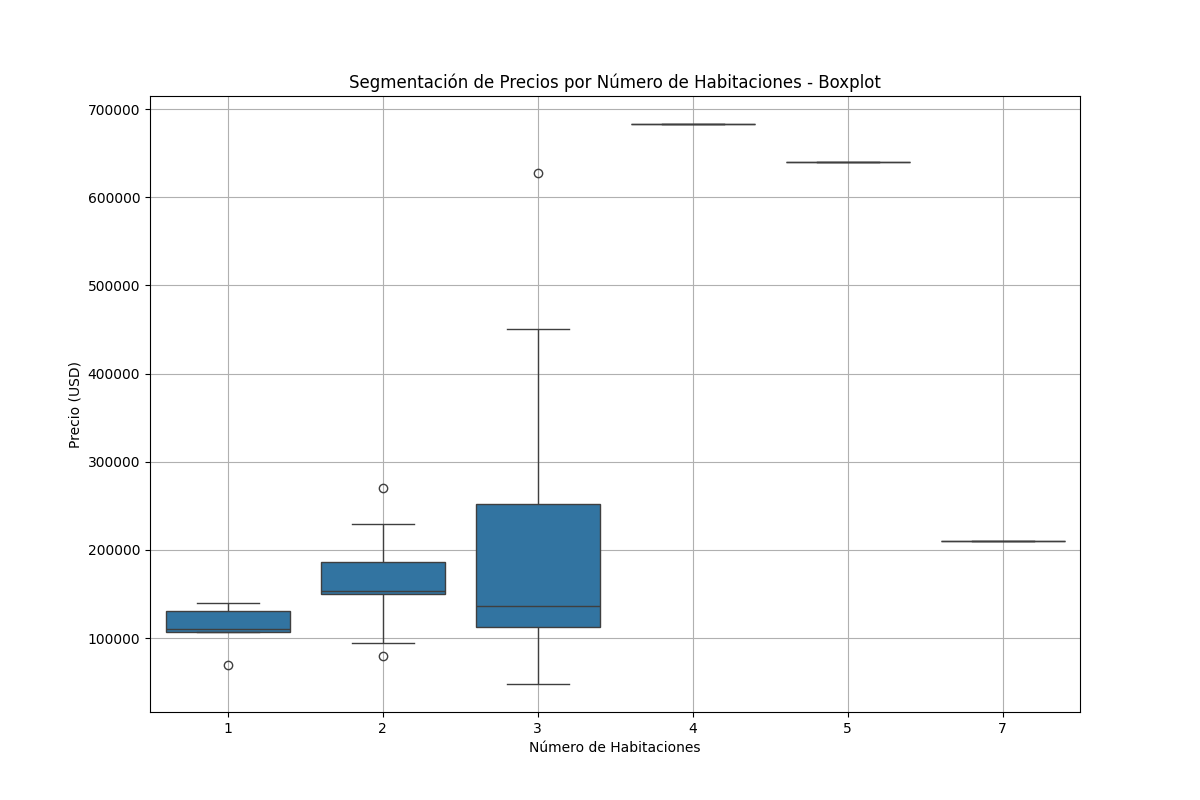 Segmentación de Precios por Número de Habitaciones - Boxplot
700000
600000
500000
400000
300000
200000
100000
Precio (USD)
1 2 3 4 5 7
Número de Habitaciones